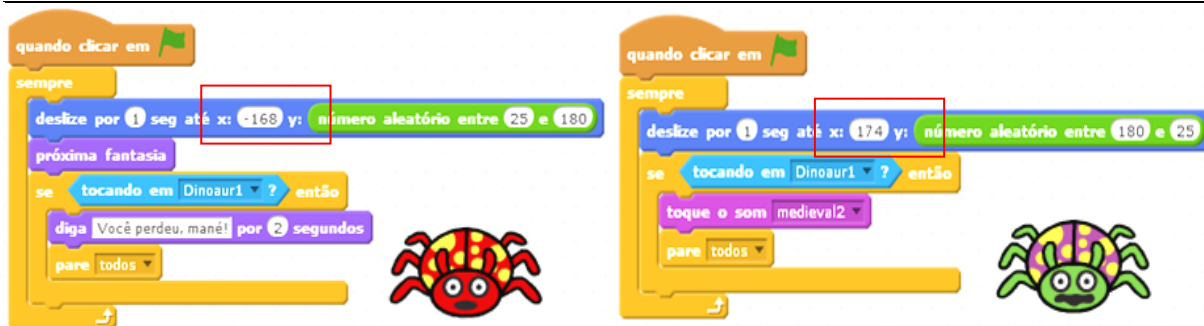 quando clicar em
sempre
deslize por 1 seg até x: -168 y: número aleatório entre 25 e 180
próxima fantasia
se tocando em Dinoaur1 ? então
diga Você perdeu, mané! por 2 segundos
pare todos
quando clicar em
sempre
deslize por 1 seg até x: 174 y: número aleatório entre 180 e 25
se tocando em Dinoaur1 ? então
toque o som medieval2
pare todos